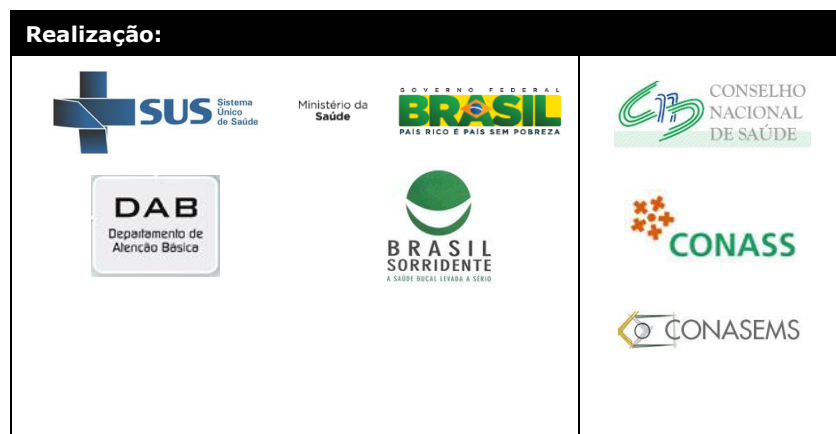 Realização:
SUS
Sistema
Único
de Saúde
Ministério da
Saúde
GOVERNO FEDERAL
BRASIL
PAÍS RICO É PAÍS SEM POBREZA
CONSELHO
NACIONAL
DE SAÚDE
DAB
Departamento de
Atenção Básica
BRASIL
SORRIDENTE
A SAÚDE BUCAL LEVADA A SÉRIO
CONASS
CONASEMS